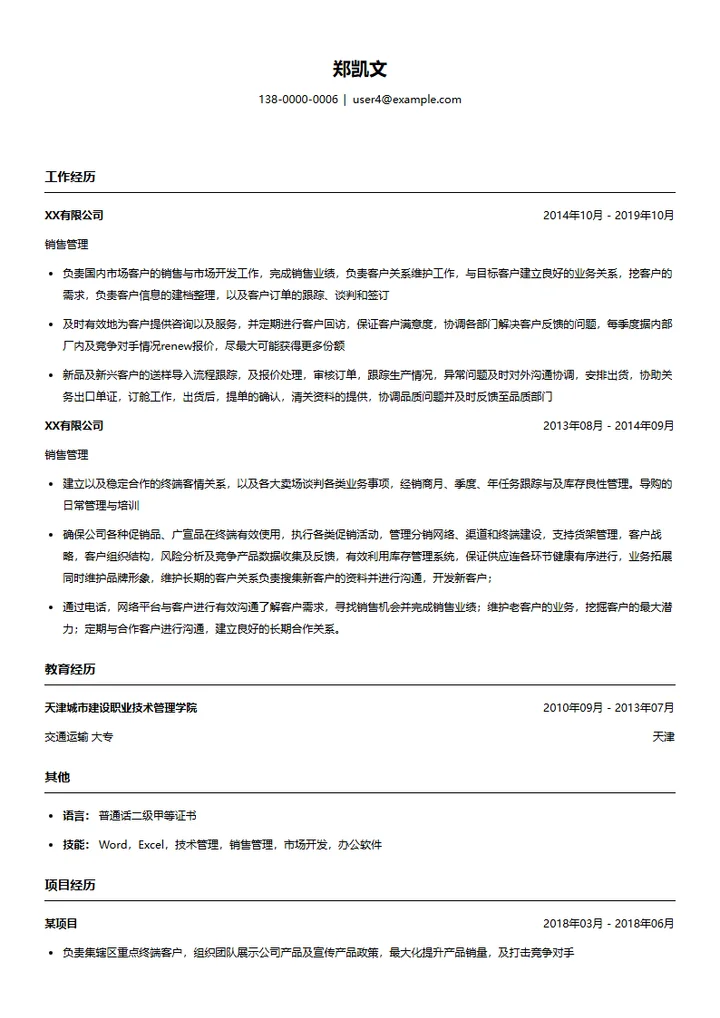 郑凯文
138-0000-0006 | user4@example.com
工作经历
XX有限公司 2014年10月 - 2019年10月
销售管理
• 负责国内市场客户的销售与市场开发工作，完成销售业绩，负责客户关系维护工作，与目标客户建立良好的业务关系，挖客户的
需求，负责客户信息的建档整理，以及客户订单的跟踪、谈判和签订
• 及时有效地为客户提供咨询以及服务，并定期进行客户回访，保证客户满意度，协调各部门解决客户反馈的问题，每季度据内部
厂内及竞争对手情况renew报价，尽最大可能获得更多份额
• 新品及新兴客户的送样导入流程跟踪，及报价处理，审核订单，跟踪生产情况，异常问题及时对外沟通协调，安排出货，协助关
务出口单证，订舱工作，出货后，提单的确认，清关资料的提供，协调品质问题并及时反馈至品质部门
XX有限公司 2013年08月 - 2014年09月
销售管理
• 建立以及稳定合作的终端客情关系，以及各大卖场谈判各类业务事项，经销商月、季度、年任务跟踪与及库存良性管理。导购的
日常管理与培训
• 确保公司各种促销品、广宣品在终端有效使用，执行各类促销活动，管理分销网络、渠道和终端建设，支持货架管理，客户战
略，客户组织结构，风险分析及竞争产品数据收集及反馈，有效利用库存管理系统，保证供应连各环节健康有序进行，业务拓展
同时维护品牌形象，维护长期的客户关系负责搜集新客户的资料并进行沟通，开发新客户；
• 通过电话，网络平台与客户进行有效沟通了解客户需求，寻找销售机会并完成销售业绩；维护老客户的业务，挖掘客户的最大潜
力；定期与合作客户进行沟通，建立良好的长期合作关系。
教育经历
天津城市建设职业技术管理学院 2010年09月 - 2013年07月
交通运输 大专 天津
其他
• 语言： 普通话二级甲等证书
• 技能： Word，Excel，技术管理，销售管理，市场开发，办公软件
项目经历
某项目 2018年03月 - 2018年06月
• 负责集辖区重点终端客户，组织团队展示公司产品及宣传产品政策，最大化提升产品销量，及打击竞争对手